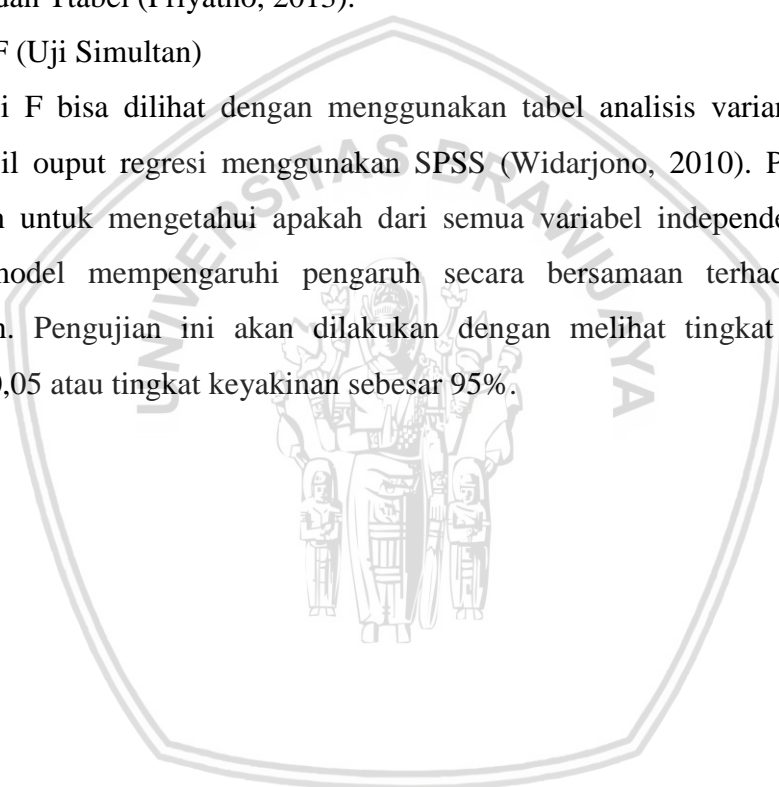 dan Ttabel (Priyatno, 2013).
F (Uji Simultan)
i F bisa dilihat dengan menggunakan tabel analisis varian
il ouput regresi menggunakan SPSS (Widarjono, 2010). P
untuk mengetahui apakah dari semua variabel independe
model mempengaruhi pengaruh secara bersamaan terhad
n. Pengujian ini akan dilakukan dengan melihat tingkat
0,05 atau tingkat keyakinan sebesar 95%.
UNIVERSITAS BRAWIJAYA